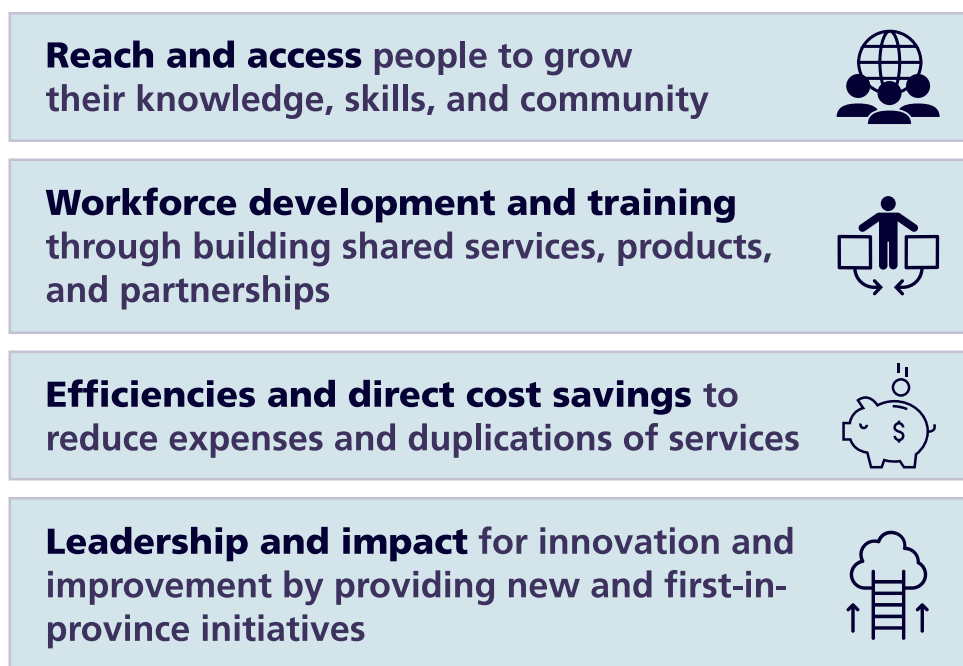 Reach and access people to grow
their knowledge, skills, and community
Workforce development and training
through building shared services, products,
and partnerships
Efficiencies and direct cost savings to
reduce expenses and duplications of services
$
Leadership and impact for innovation and
improvement by providing new and first-in-
province initiatives